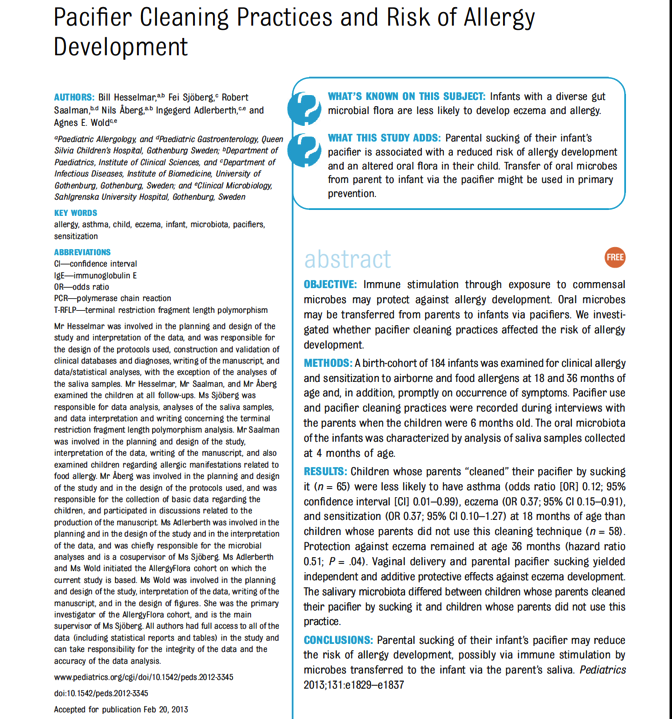 Pacifier Cleaning Practices and Risk of Allergy
Development
AUTHORS: Bill Hesselmar,a,b Fei Sjöberg,c Robert
Saalman,b,d Nils Åberg,a,b Ingegerd Adlerberth,c,e and
Agnes E. Woldc,e
aPaediatric Allergology, and dPaediatric Gastroenterology, Queen
Silvia Children's Hospital, Gothenburg Sweden; bDepartment of
Paediatrics, Institute of Clinical Sciences, and cDepartment of
Infectious Diseases, Institute of Biomedicine, University of
Gothenburg, Gothenburg, Sweden; and eClinical Microbiology,
Sahlgrenska University Hospital, Gothenburg, Sweden
KEY WORDS
allergy, asthma, child, eczema, infant, microbiota, pacifiers,
sensitization
ABBREVIATIONS
CI—confidence interval
IgE—immunoglobulin E
OR—odds ratio
PCR—polymerase chain reaction
T-RFLP—terminal restriction fragment length polymorphism
Mr Hesselmar was involved in the planning and design of the
study and interpretation of the data, and was responsible for
the design of the protocols used, construction and validation of
clinical databases and diagnoses, writing of the manuscript, and
data/statistical analyses, with the exception of the analyses of
the saliva samples. Mr Hesselmar, Mr Saalman, and Mr Åberg
examined the children at all follow-ups. Ms Sjöberg was
responsible for data analysis, analyses of the saliva samples,
and data interpretation and writing concerning the terminal
restriction fragment length polymorphism analysis. Mr Saalman
was involved in the planning and design of the study,
interpretation of the data, writing of the manuscript, and also
examined children regarding allergic manifestations related to
food allergy. Mr Åberg was involved in the planning and design
of the study and in the design of the protocols used, and was
responsible for the collection of basic data regarding the
children, and participated in discussions related to the
production of the manuscript. Ms Adlerberth was involved in the
planning and in the design of the study and in the interpretation
of the data, and was chiefly responsible for the microbial
analyses and is a cosupervisor of Ms Sjöberg. Ms Adlerberth
and Ms Wold initiated the AllergyFlora cohort on which the
current study is based. Ms Wold was involved in the planning
and design of the study, interpretation of the data, writing of the
manuscript, and in the design of figures. She was the primary
investigator of the AllergyFlora cohort, and is the main
supervisor of Ms Sjöberg. All authors had full access to all of the
data (including statistical reports and tables) in the study and
can take responsibility for the integrity of the data and the
accuracy of the data analysis.
www.pediatrics.org/cgi/doi/10.1542/peds.2012-3345
doi:10.1542/peds.2012-3345
Accepted for publication Feb 20, 2013
WHAT'S KNOWN ON THIS SUBJECT: Infants with a diverse gut
microbial flora are less likely to develop eczema and allergy.
WHAT THIS STUDY ADDS: Parental sucking of their infant's
pacifier is associated with a reduced risk of allergy development
and an altered oral flora in their child. Transfer of oral microbes
from parent to infant via the pacifier might be used in primary
prevention.
abstract
FREE
OBJECTIVE: Immune stimulation through exposure to commensal
microbes may protect against allergy development. Oral microbes
may be transferred from parents to infants via pacifiers. We investi-
gated whether pacifier cleaning practices affected the risk of allergy
development.
METHODS: A birth-cohort of 184 infants was examined for clinical allergy
and sensitization to airborne and food allergens at 18 and 36 months of
age and, in addition, promptly on occurrence of symptoms. Pacifier use
and pacifier cleaning practices were recorded during interviews with
the parents when the children were 6 months old. The oral microbiota
of the infants was characterized by analysis of saliva samples collected
at 4 months of age.
RESULTS: Children whose parents “cleaned” their pacifier by sucking
it (n = 65) were less likely to have asthma (odds ratio [OR] 0.12; 95%
confidence interval [CI] 0.01–0.99), eczema (OR 0.37; 95% CI 0.15–0.91),
and sensitization (OR 0.37; 95% CI 0.10–1.27) at 18 months of age than
children whose parents did not use this cleaning technique (n = 58).
Protection against eczema remained at age 36 months (hazard ratio
0.51; P = .04). Vaginal delivery and parental pacifier sucking yielded
independent and additive protective effects against eczema development.
The salivary microbiota differed between children whose parents cleaned
their pacifier by sucking it and children whose parents did not use this
practice.
CONCLUSIONS: Parental sucking of their infant's pacifier may reduce
the risk of allergy development, possibly via immune stimulation by
microbes transferred to the infant via the parent's saliva. Pediatrics
2013;131:e1829–e1837